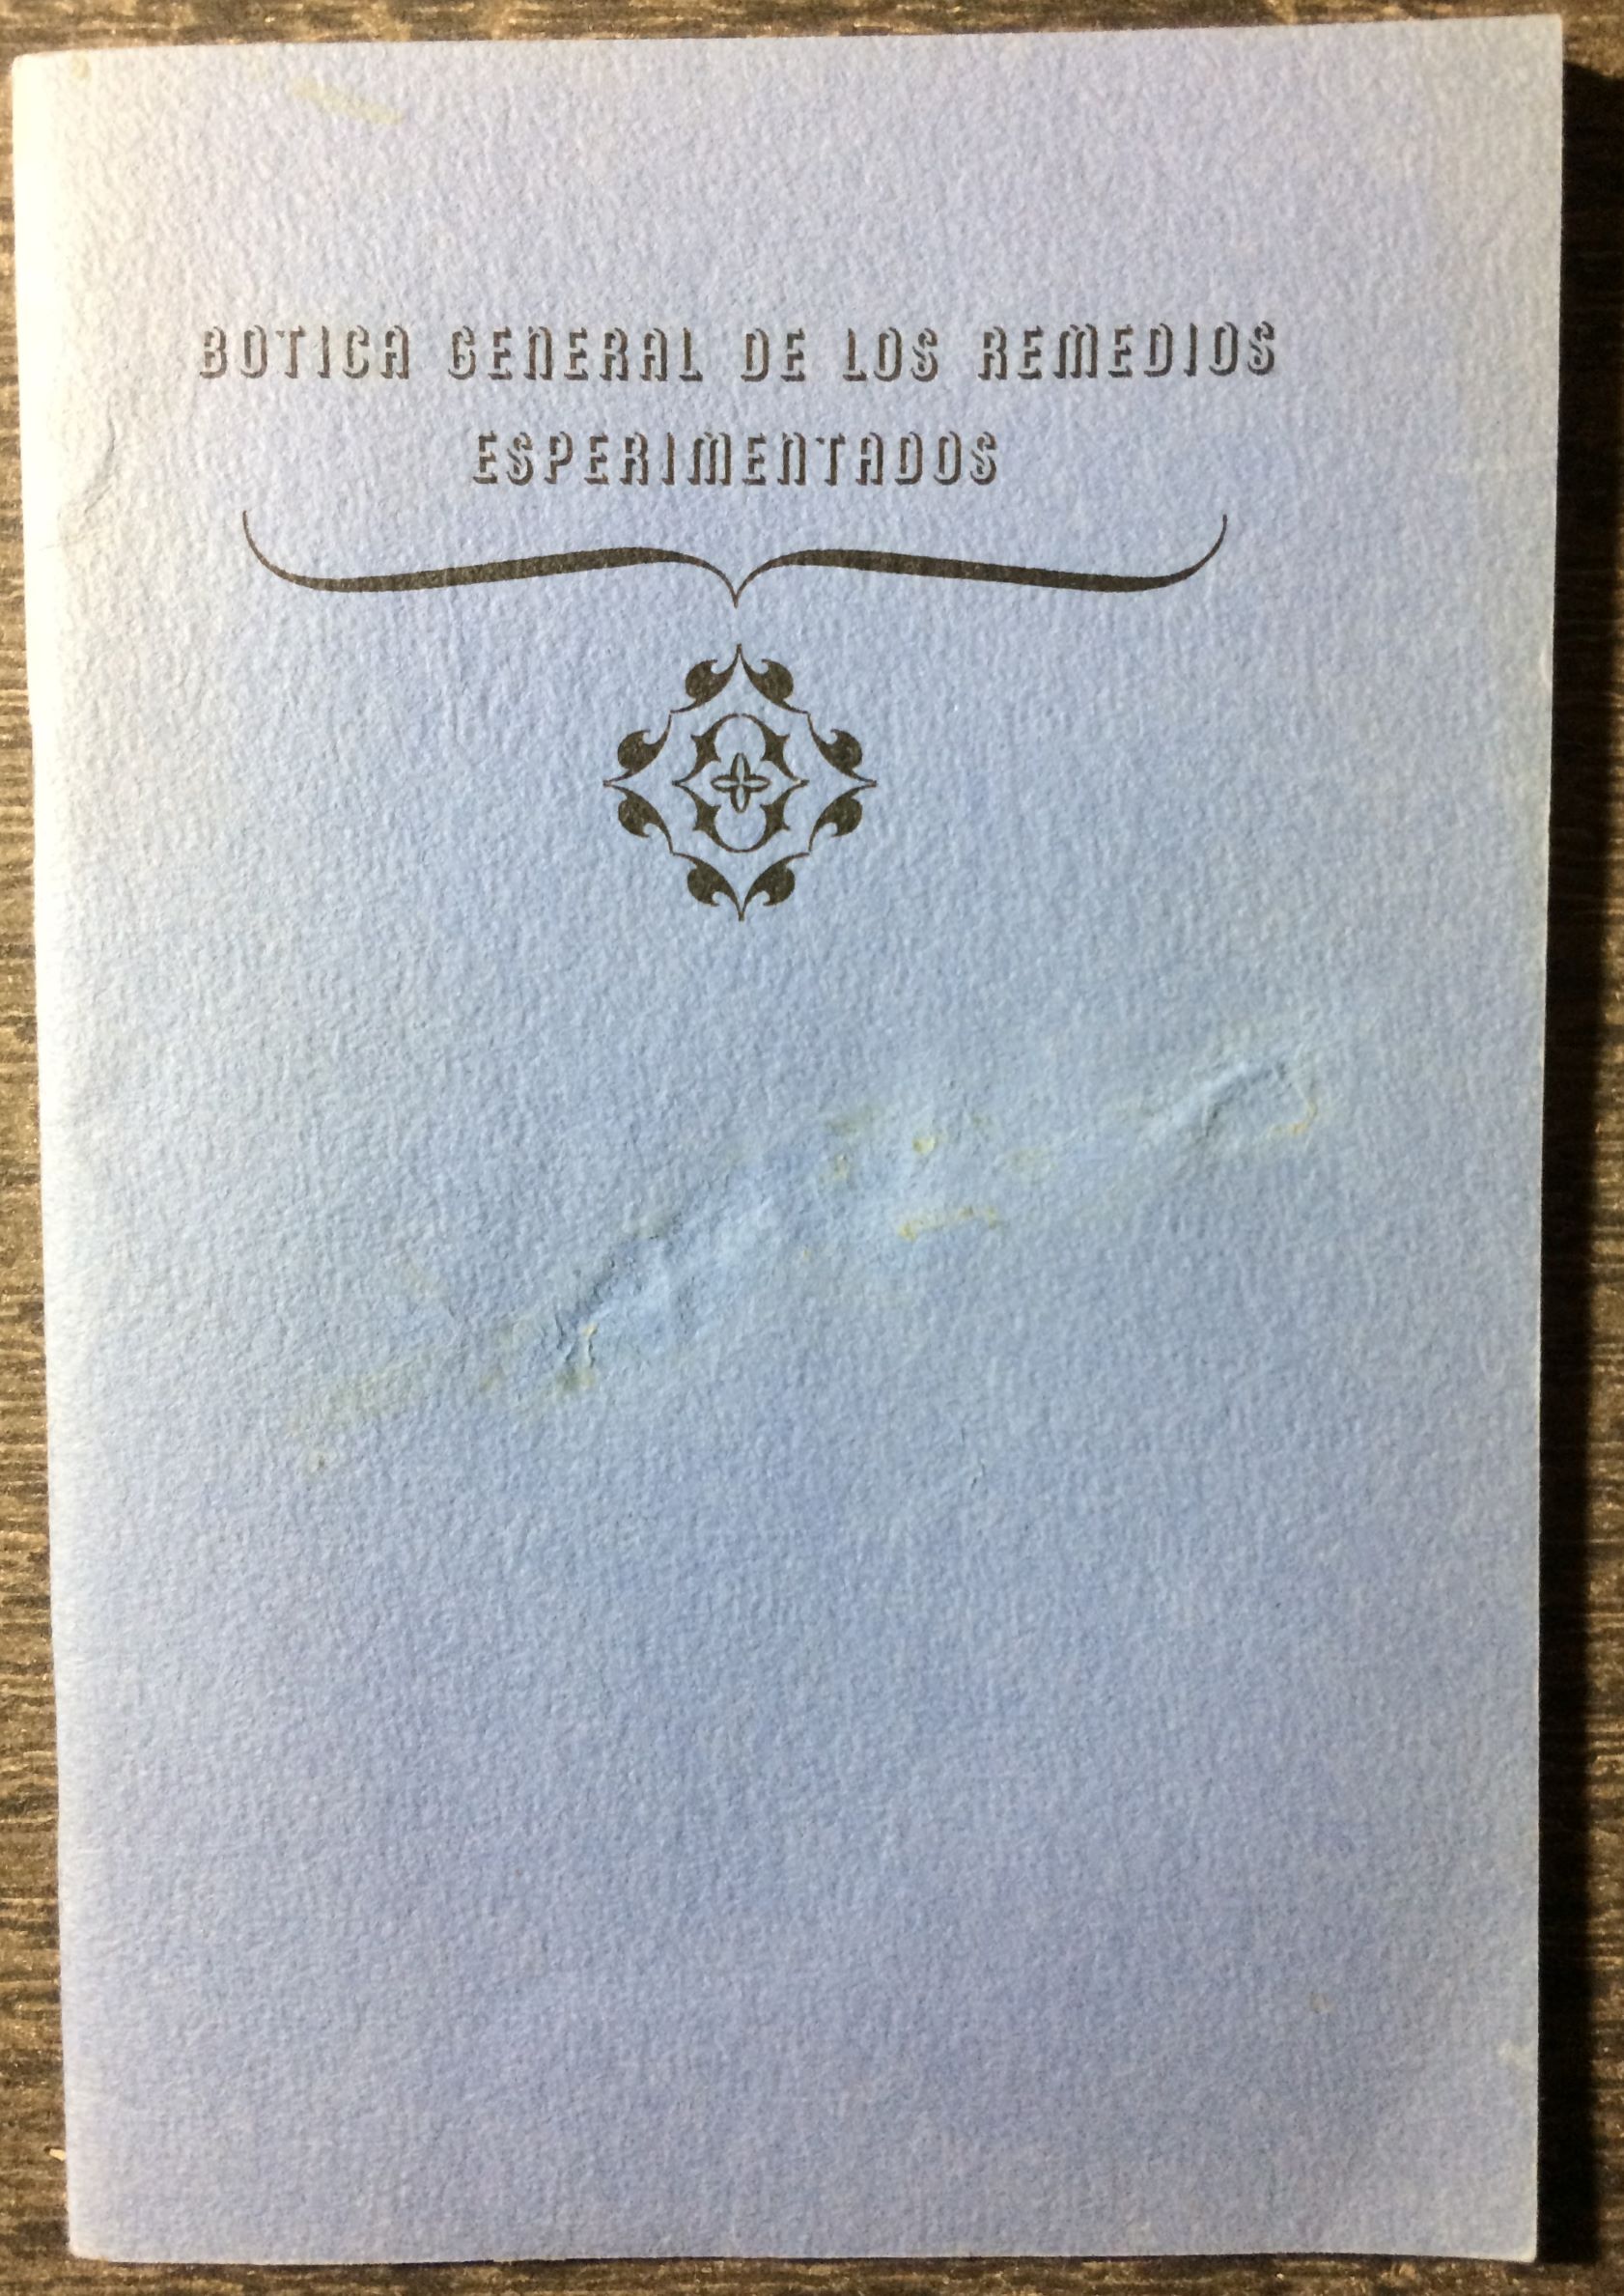 BOTICA GENERAL DE LOS REMEDIOS
ESPERIMENTADOS